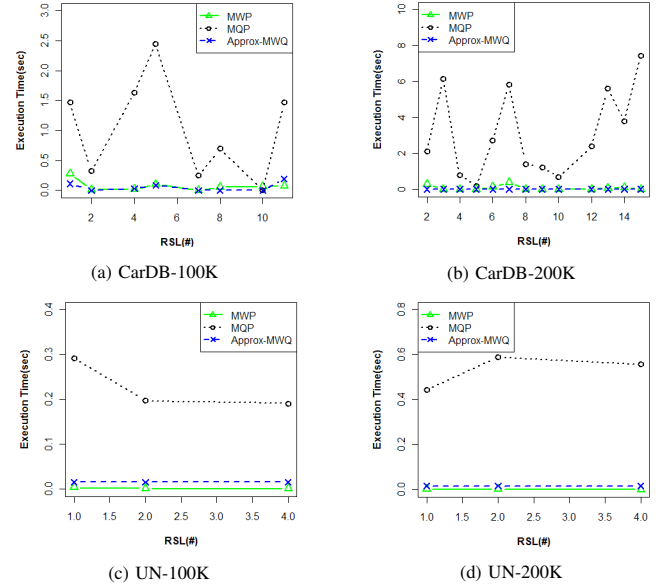 MWP
MQP
Approx-MWQ
Execution Time(sec)
3.0
2.5
2.0
1.5
1.0
0.5
0.0
2 4 6 8 10
RSL(#)
(a) CarDB-100K
MWP
MQP
Approx-MWQ
Execution Time(sec)
10
8
6
4
2
0
2 4 6 8 10 12 14
RSL(#)
(b) CarDB-200K
MWP
MQP
Approx-MWQ
Execution Time(sec)
0.4
0.3
0.2
0.1
0.0
1.0 1.5 2.0 2.5 3.0 3.5 4.0
RSL(#)
(c) UN-100K
MWP
MQP
Approx-MWQ
Execution Time(sec)
0.8
0.6
0.4
0.2
0.0
1.0 1.5 2.0 2.5 3.0 3.5 4.0
RSL(#)
(d) UN-200K